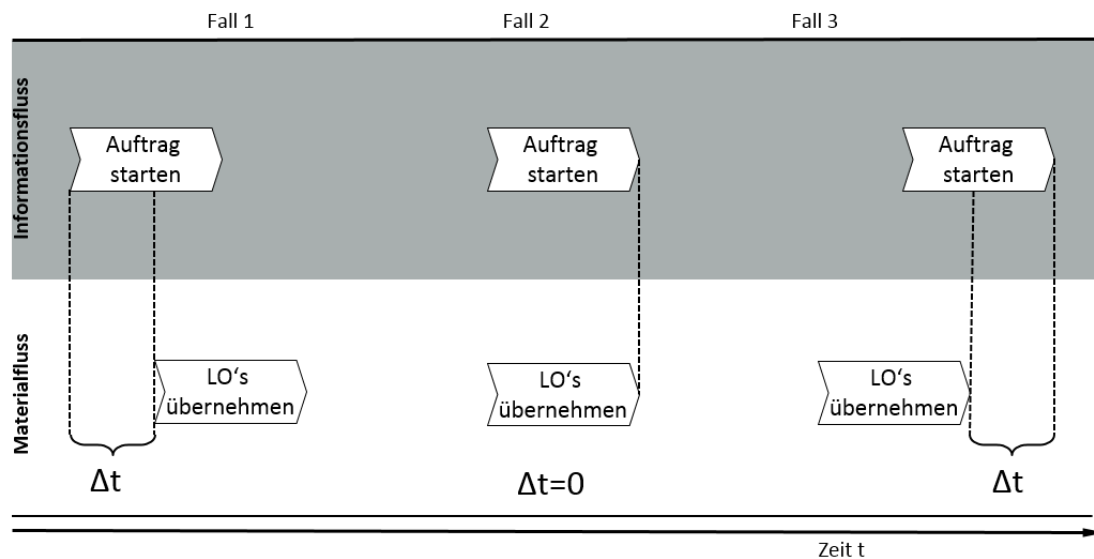 Fall 1
Fall 2
Fall 3
Informationsfluss
Auftrag
starten
Auftrag
starten
Auftrag
starten
Materialfluss
LO‘s
übernehmen
LO‘s
übernehmen
LO‘s
übernehmen
Δt
Δt=0
Δt
Zeit t